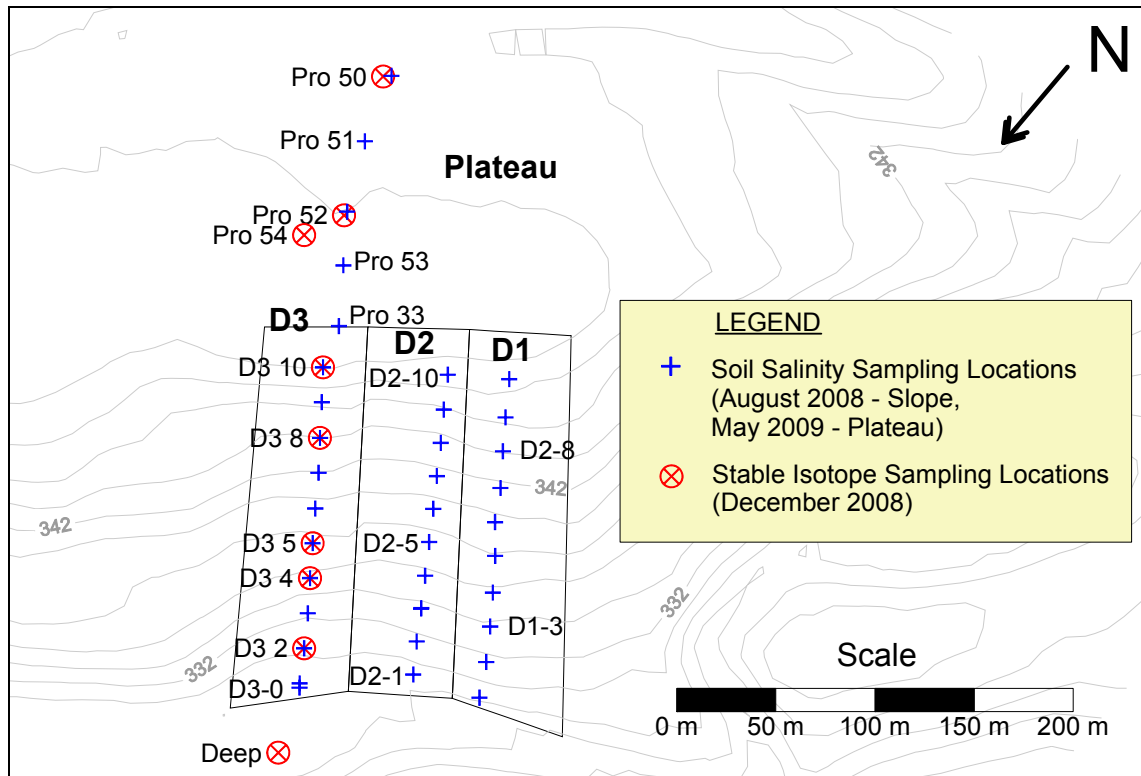 N
Pro 50
Pro 51
Plateau
342
Pro 52
Pro 54
Pro 53
Pro 33
D3
D2
D1
D3 10
D2-10
D3 8
D2-8
342
342
D3 5
D2-5
D3 4
D1-3
332
D3 2
332
D2-1
D3-0
Deep
LEGEND
Soil Salinity Sampling Locations
(August 2008 - Slope,
May 2009 - Plateau)
Stable Isotope Sampling Locations
(December 2008)
Scale
0 m 50 m 100 m 150 m 200 m